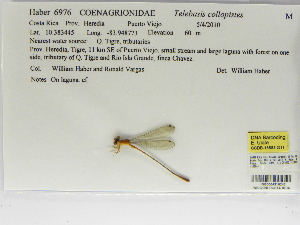 Haber 6976 COENAGRIONIDAE Telebasis collopistes M
Costa Rica Prov. Heredia Puerto Viejo 5/4/2010
Lat. 10.383445 Long. -83.948771 Elevation 60 m
Nearest water source: Q. Tigre, tributaries
Prov. Heredia, Tigre, 11 km SE of Puerto Viejo, small stream and large laguna with forest on one
side, tributary of Q. Tigre and Rio Isla Grande, finca Chavez.
Col. William Haber and Ronald Vargas Det. William Haber
Notes On laguna. cf.
DNA Barcoding